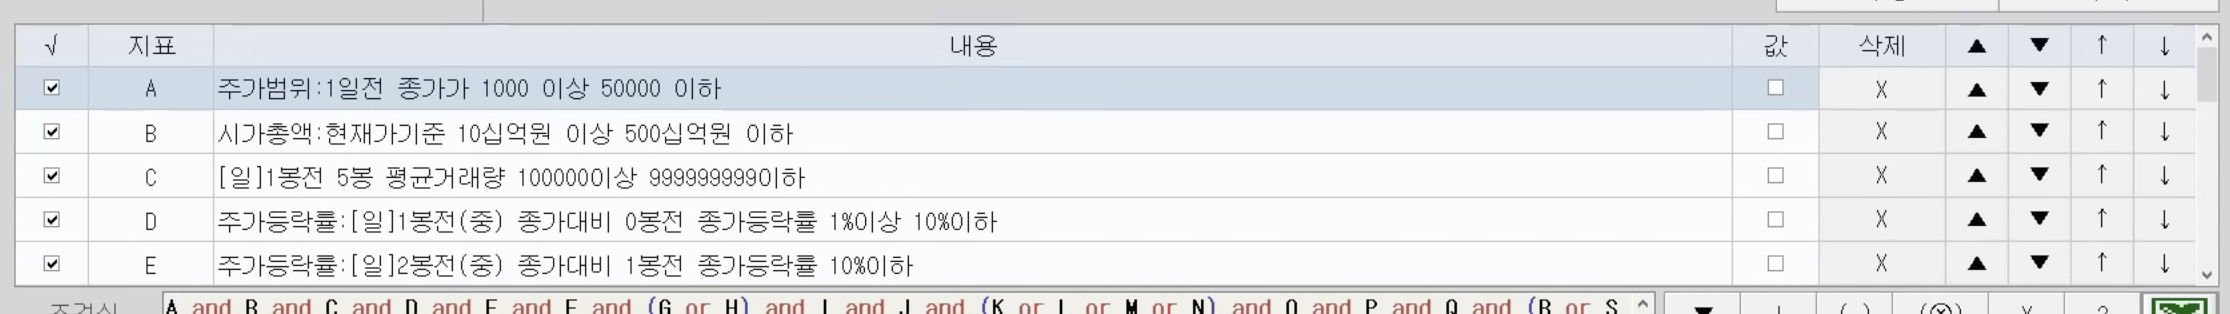 √ 지표 내용 값 삭제 ▲ ▼ ↑ ↓
A 주가범위:1일전 종가가 1000 이상 50000 이하 X ▲ ▼ ↑ ↓
B 시가총액:현재가기준 10십억원 이상 500십억원 이하 X ▲ ▼ ↑ ↓
C [일]1봉전 5봉 평균거래량 1000000이상 999999999이하 X ▲ ▼ ↑ ↓
D 주가등락률:[일]1봉전(중) 종가대비 0봉전 종가등락률 1%이상 10%이하 X ▲ ▼ ↑ ↓
E 주가등락률:[일]2봉전(중) 종가대비 1봉전 종가등락률 10%이하 X ▲ ▼ ↑ ↓
조건식 A and B and C and D and E and F and (G or H) and I and J and (K or L or M or N) and O and P and Q and (R or S